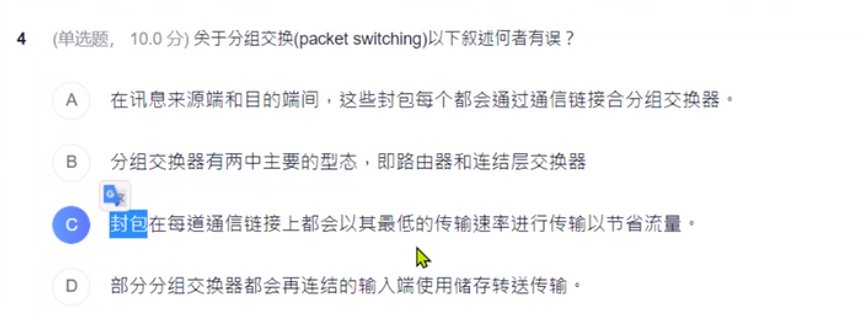 4 (单选题， 10.0 分) 关于分组交换(packet switching)以下叙述何者有误？
A 在讯息来源端和目的端间，这些封包每个都会通过通信链接合分组交换器。
B 分组交换器有两中主要的型态，即路由器和连结层交换器
C 封包在每道通信链接上都会以其最低的传输速率进行传输以节省流量。
D 部分分组交换器都会再连结的输入端使用储存转送传输。